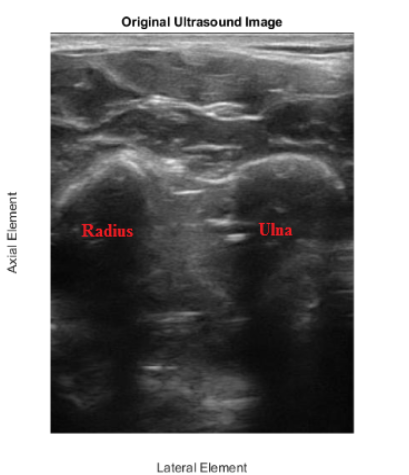 Original Ultrasound Image
Axial Element
Radius
Ulna
Lateral Element